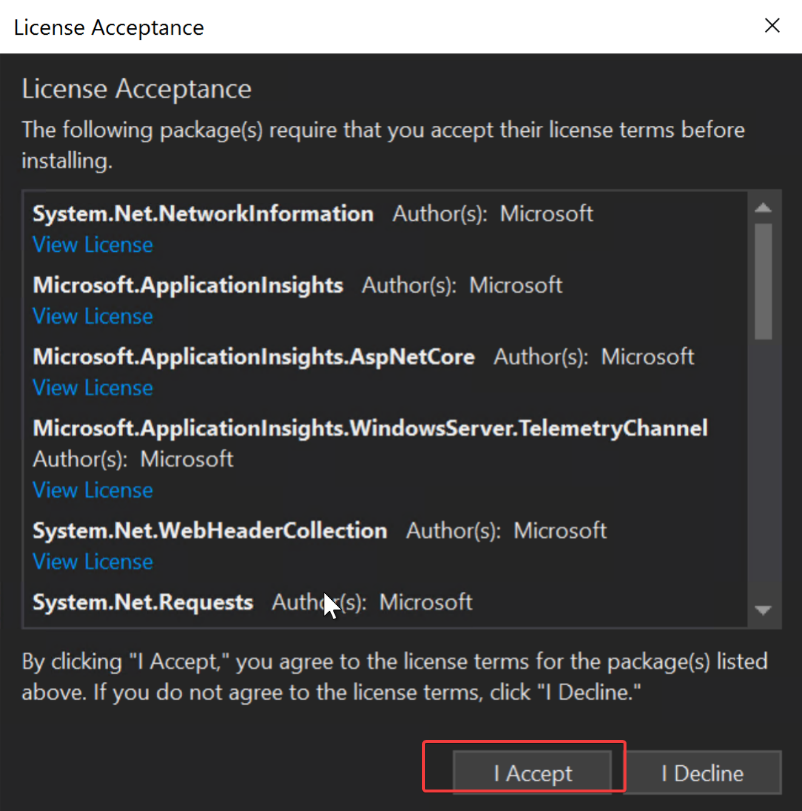 License Acceptance
License Acceptance
The following package(s) require that you accept their license terms before
installing.
System.Net.NetworkInformation Author(s): Microsoft
View License
Microsoft.ApplicationInsights Author(s): Microsoft
View License
Microsoft.ApplicationInsights.AspNetCore Author(s): Microsoft
View License
Microsoft.ApplicationInsights.WindowsServer.TelemetryChannel
Author(s): Microsoft
View License
System.Net.WebHeaderCollection Author(s): Microsoft
View License
System.Net.Requests Author(s): Microsoft
By clicking "I Accept," you agree to the license terms for the package(s) listed
above. If you do not agree to the license terms, click "I Decline."
I Accept I Decline